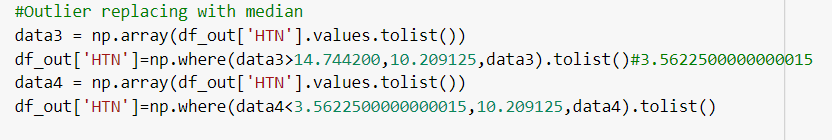 #Outlier replacing with median
data3 = np.array(df_out['HTN'].values.tolist())
df_out['HTN']=np.where(data3>14.744200,10.209125,data3).tolist()#3.5622500000000015
data4 = np.array(df_out['HTN'].values.tolist())
df_out['HTN']=np.where(data4<3.5622500000000015,10.209125,data4).tolist()